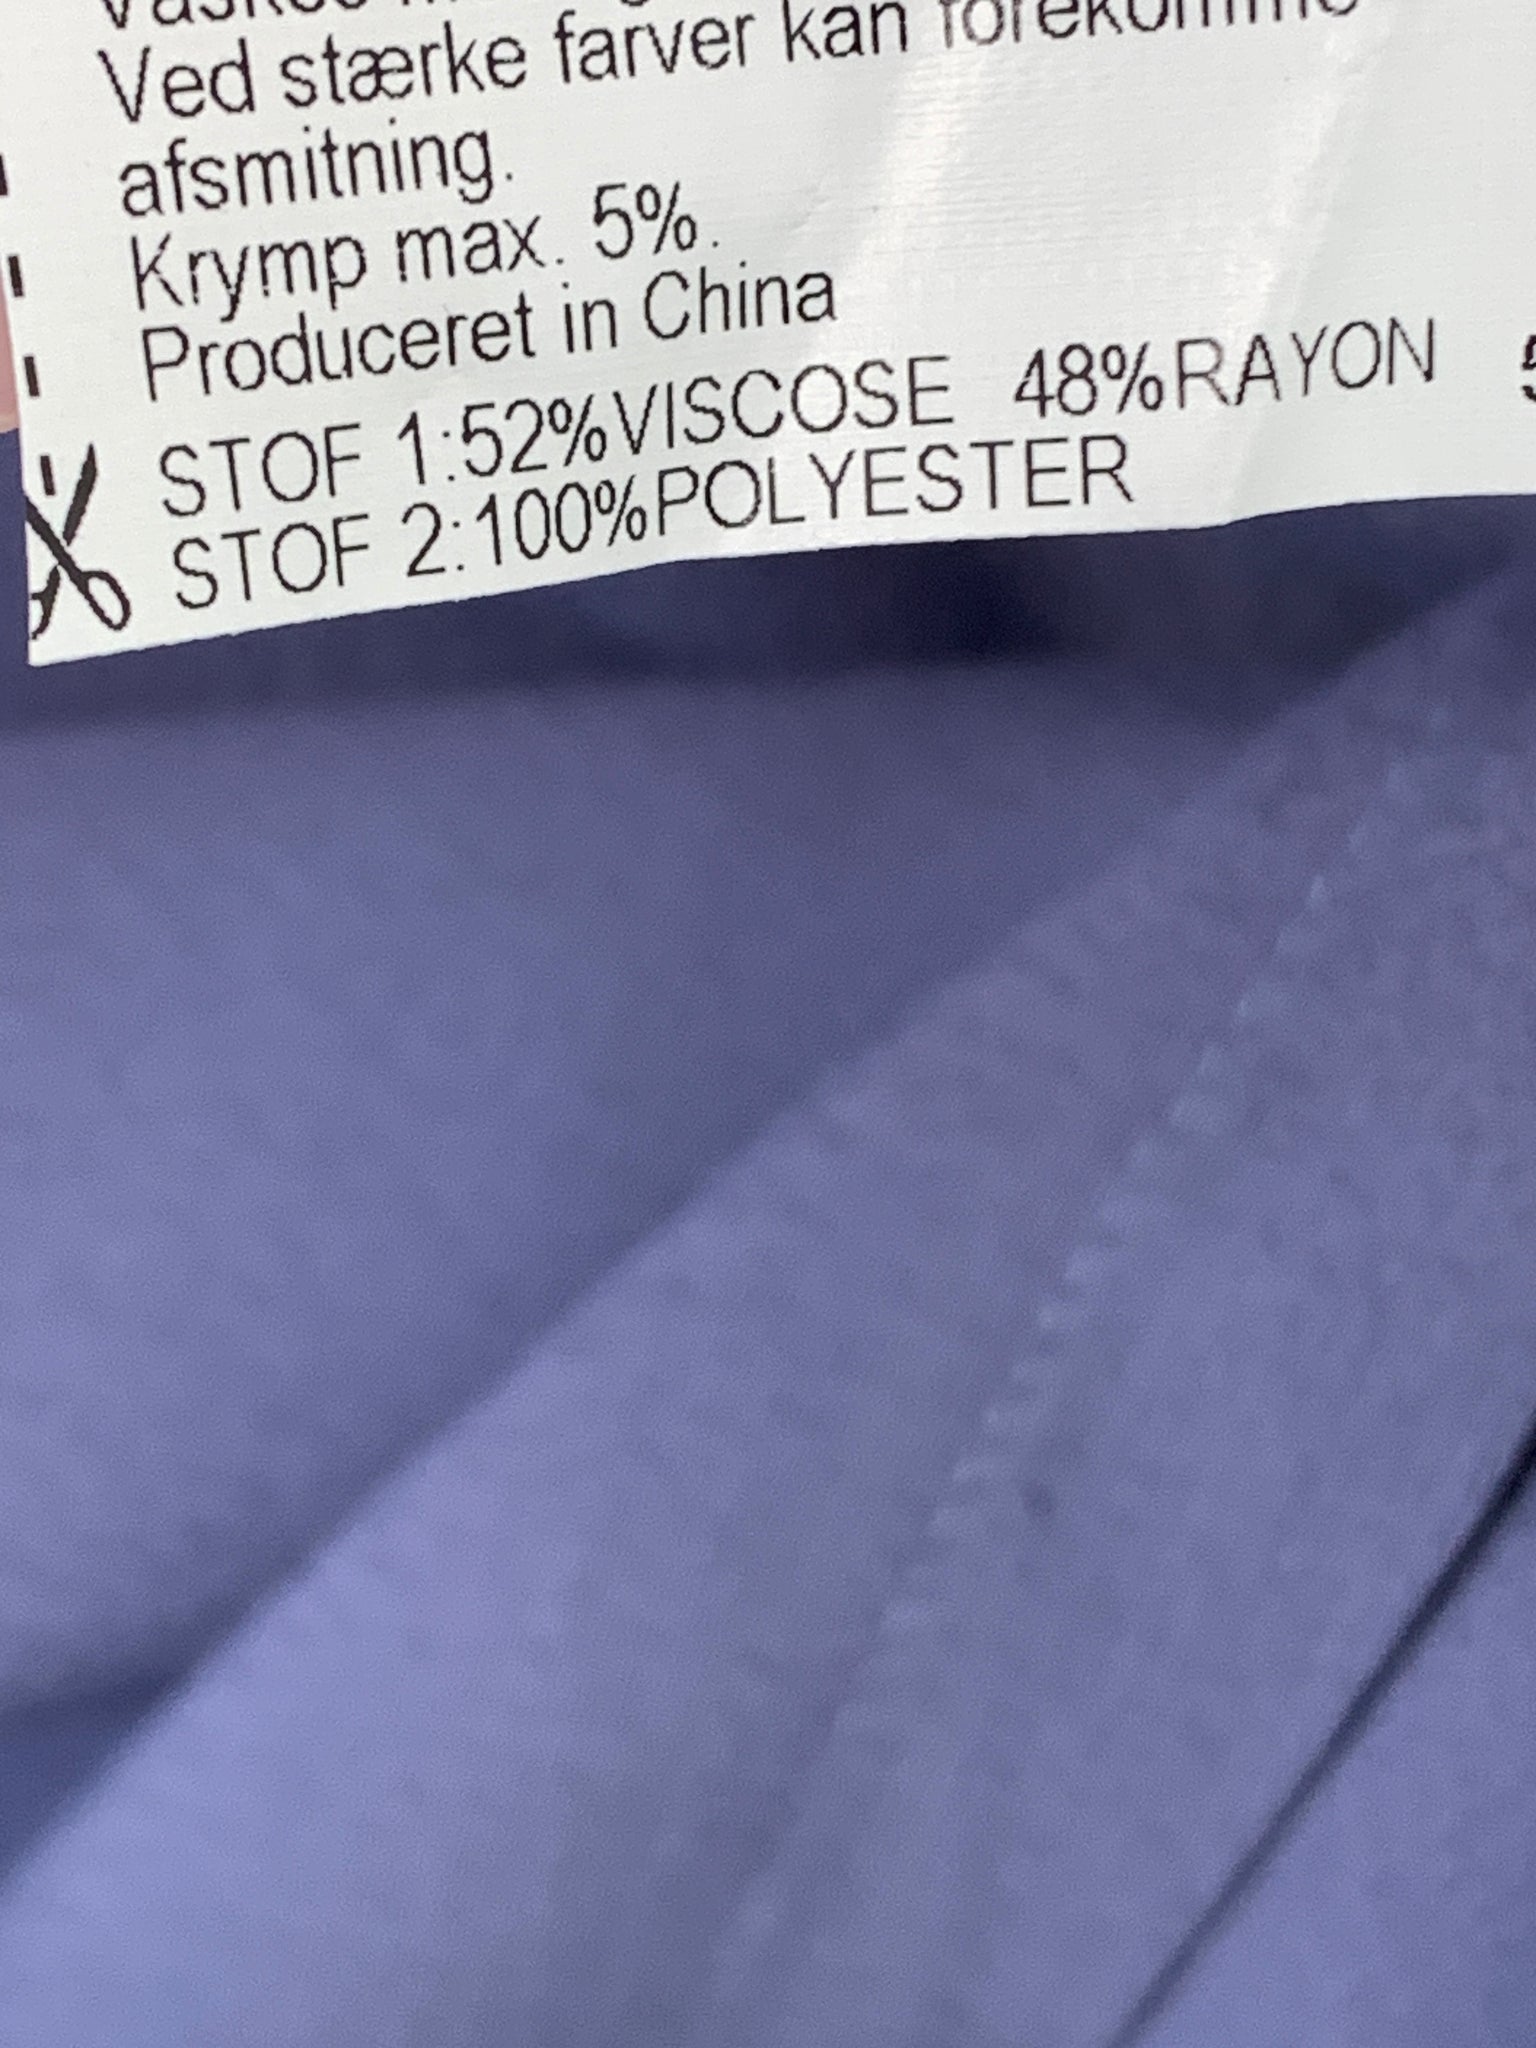 Ved stærke farver kan forekomme
afsmitning.
Krymp max. 5%.
Produceret in China
STOF 1:52%VISCOSE 48%RAYON
STOF 2:100%POLYESTER